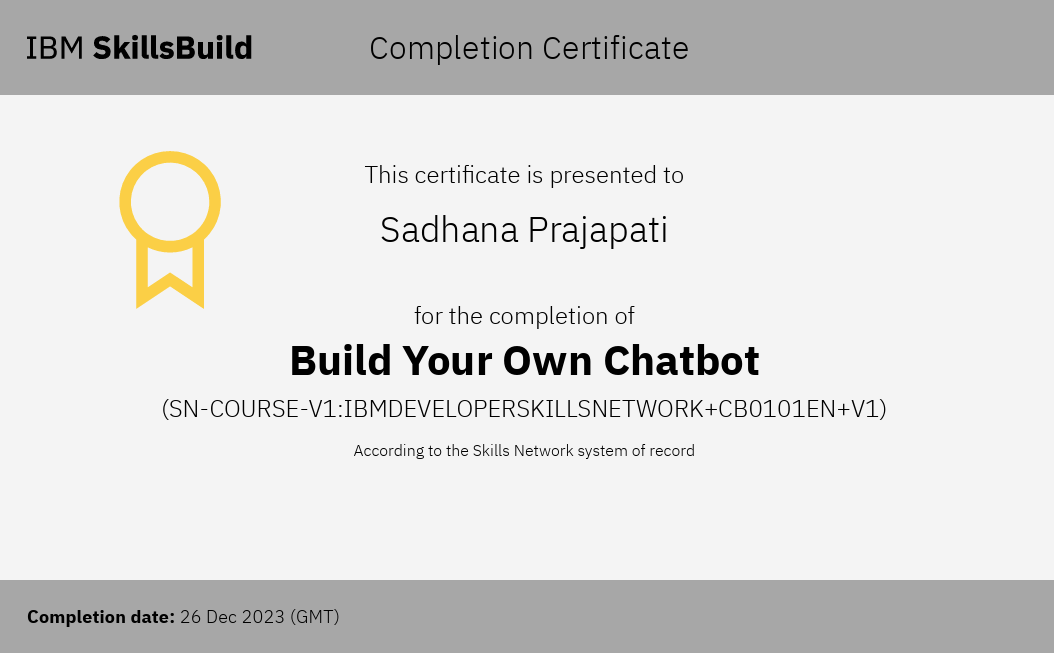 IBM SkillsBuild
Completion Certificate
This certificate is presented to
Sadhana Prajapati
for the completion of
Build Your Own Chatbot
(SN-COURSE-V1:IBMDEVELOPERSKILLSNETWORK+CB0101EN+V1)
According to the Skills Network system of record
Completion date: 26 Dec 2023 (GMT)